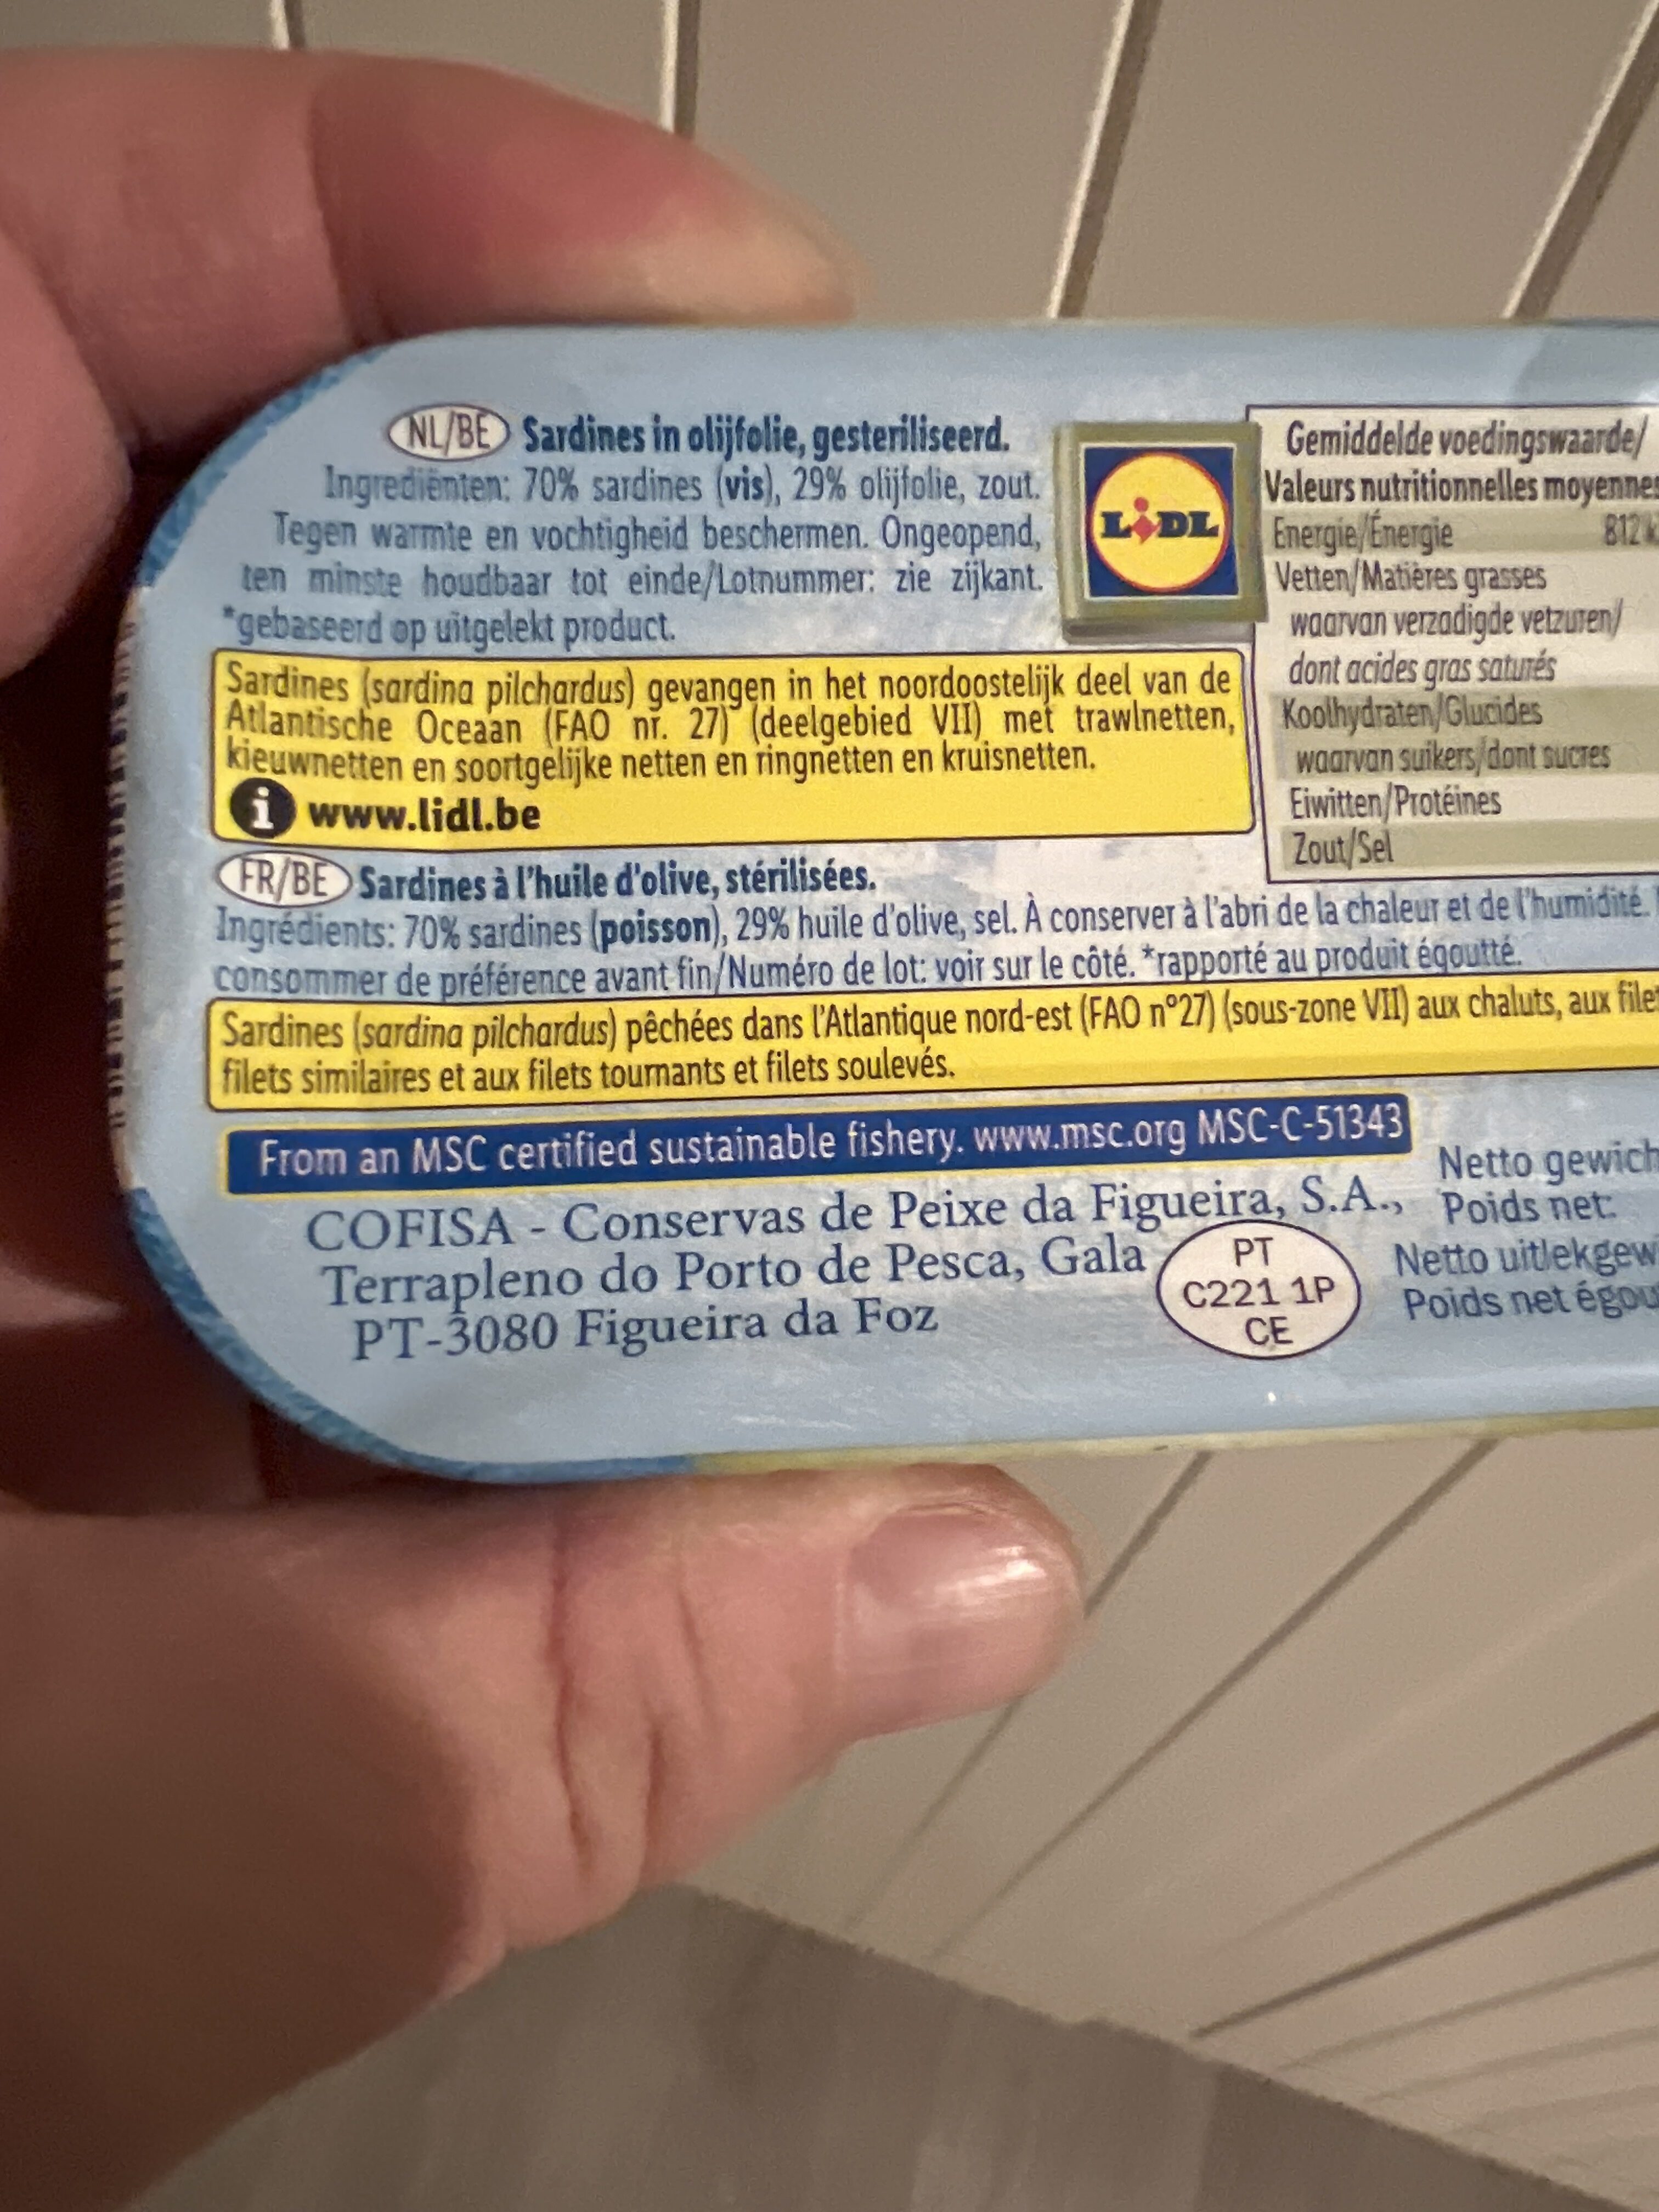 NL/BE Sardines in olijfolie, gesteriliseerd.
Ingrediënten: 70% sardines (vis), 29% olijfolie, zout.
Tegen warmte en vochtigheid beschermen. Ongeopend,
ten minste houdbaar tot einde/Lotnummer: zie zijkant.
*gebaseerd op uitgelekt product.
Sardines (sardina pilchardus) gevangen in het noordoostelijk deel van de
Atlantische Oceaan (FAO nr. 27) (deelgebied VII) met trawlnetten,
kieuwnetten en soortgelijke netten en ringnetten en kruisnetten.
i www.lidl.be
LIDL
Gemiddelde voedingswaarde/
Valeurs nutritionnelles moyennes
Energie/Énergie 812 k
Vetten/Matières grasses
waarvan verzadigde vetzuren/
dont acides gras saturés
Koolhydraten/Glucides
waarvan suikers/dont sucres
Eiwitten/Protéines
Zout/Sel
FR/BE Sardines à l'huile d'olive, stérilisées.
Ingrédients: 70% sardines (poisson), 29% huile d'olive, sel. À conserver à l'abri de la chaleur et de l'humidité.
consommer de préférence avant fin/Numéro de lot: voir sur le côté. *rapporté au produit égoutté.
Sardines (sardina pilchardus) pêchées dans l'Atlantique nord-est (FAO n°27) (sous-zone VII) aux chaluts, aux filet
filets similaires et aux filets tournants et filets soulevés.
From an MSC certified sustainable fishery. www.msc.org MSC-C-51343
COFISA - Conservas de Peixe da Figueira, S.A.,
Terrapleno do Porto de Pesca, Gala
PT-3080 Figueira da Foz
PT
C221 1P
CE
Netto gewich
Poids net:
Netto uitlekgew
Poids net égou